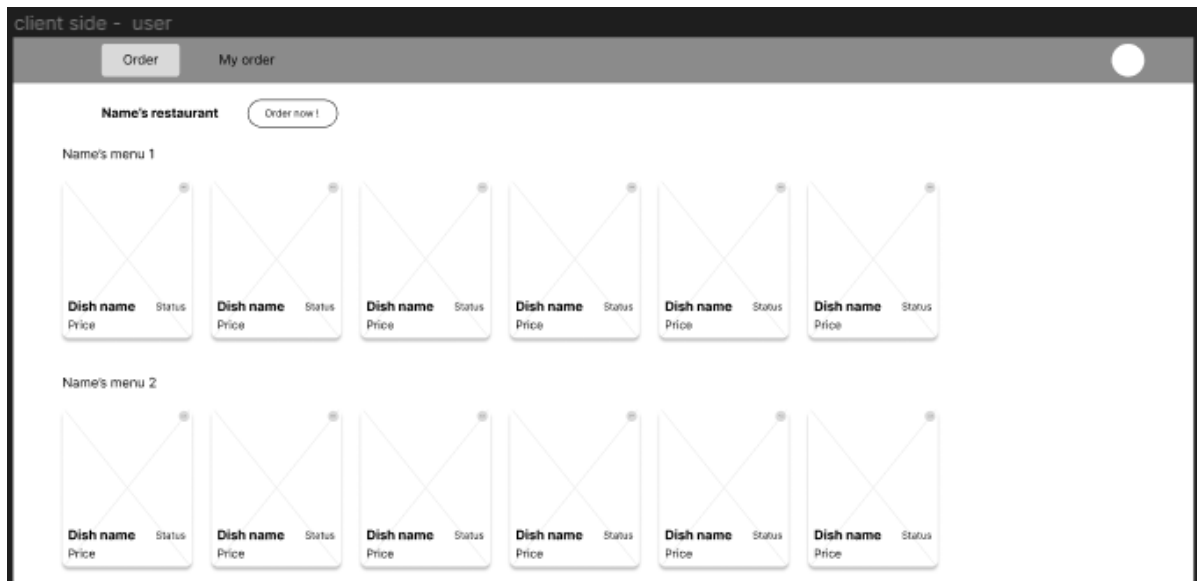 client side - user
Order My order
Name's restaurant Order now !
Name's menu 1
Dish name Status Dish name Status Dish name Status Dish name Status Dish name Status Dish name Status
Price Price Price Price Price Price
Name's menu 2
Dish name Status Dish name Status Dish name Status Dish name Status Dish name Status Dish name Status
Price Price Price Price Price Price